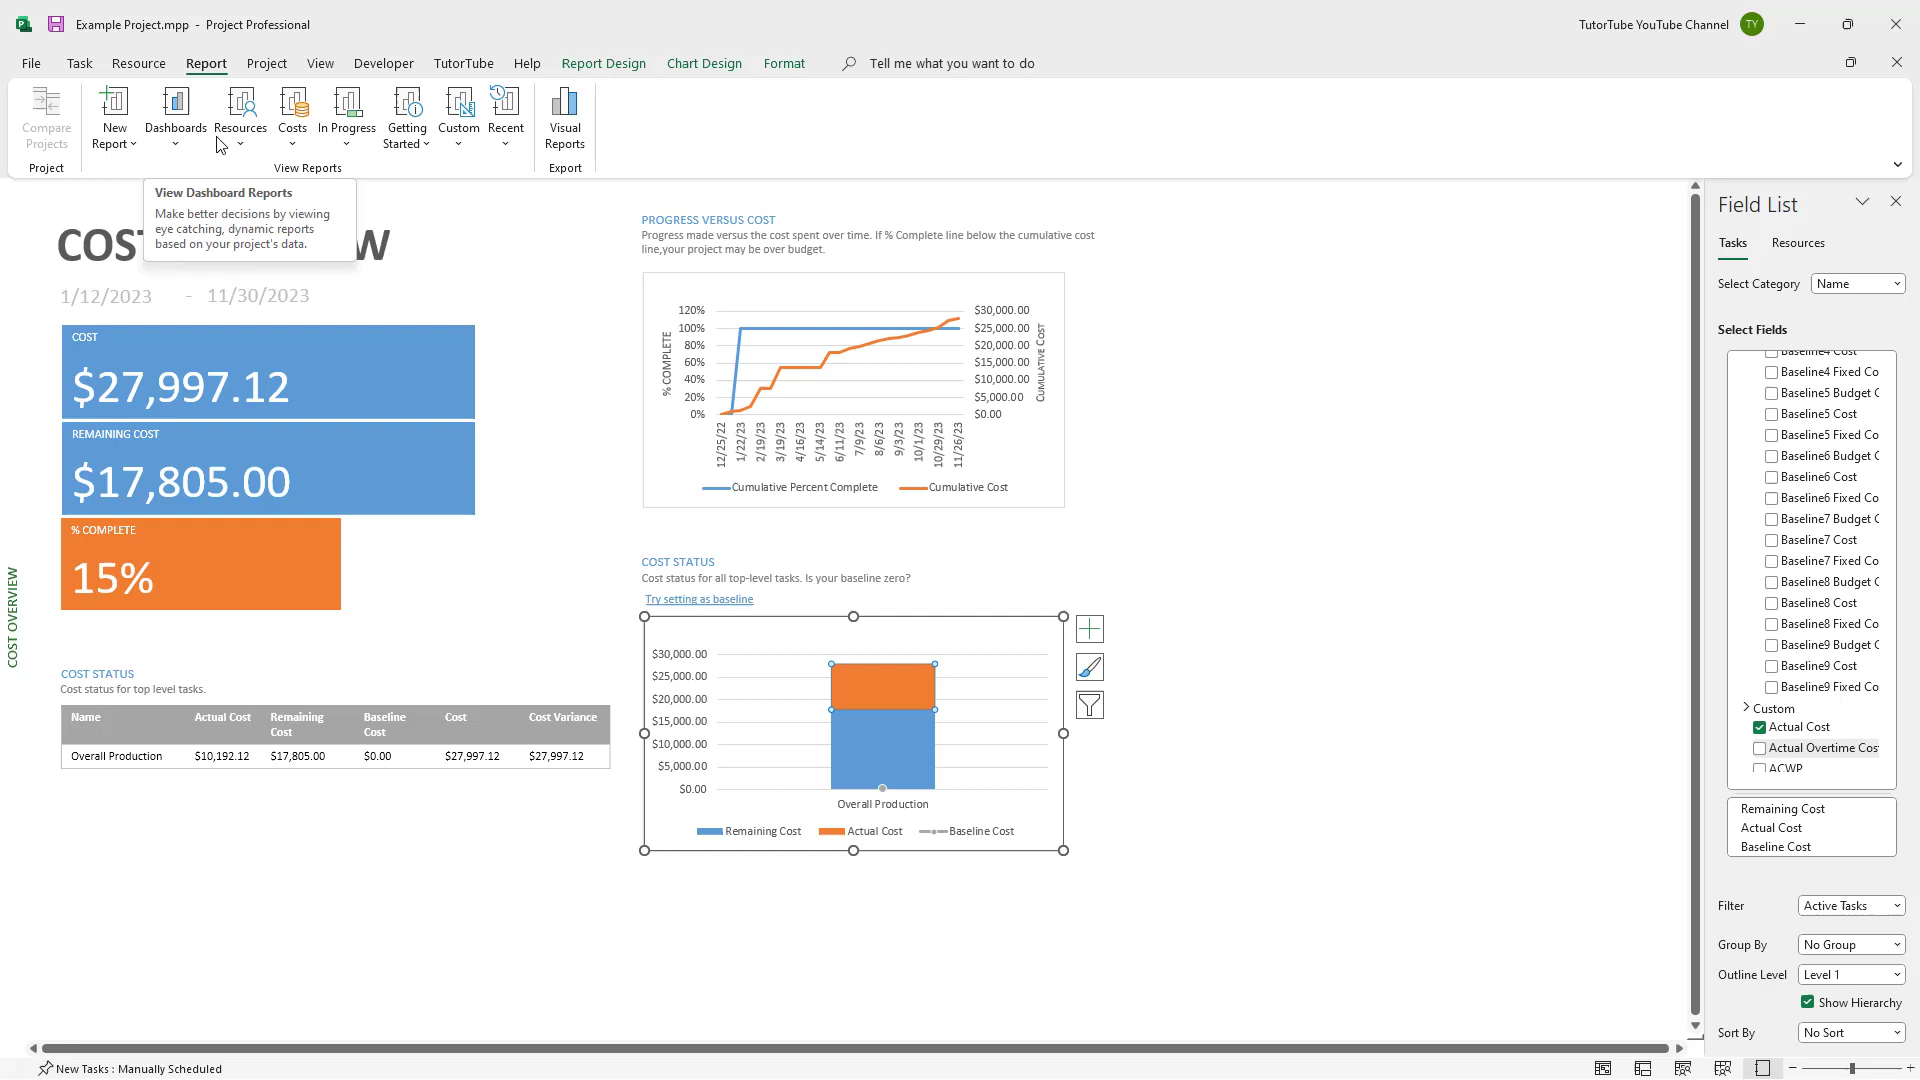 Example Project.mpp - Project Professional
TutorTube YouTube Channel
TY
File
Task
Resource
Report
Project
View
Developer
TutorTube
Help
Report Design
Chart Design
Format
Tell me what you want to do
Compare
Projects
New
Report
Dashboards
Resources
Costs
In Progress
Getting
Started
Custom
Recent
Visual
Reports
Project
View Reports
Export
View Dashboard Reports
Make better decisions by viewing
eye catching, dynamic reports
based on your project's data.
1/12/2023 - 11/30/2023
COST
$27,997.12
REMAINING COST
$17,805.00
% COMPLETE
15%
COST OVERVIEW
COST STATUS
Cost status for top level tasks.
Name
Actual Cost
Remaining
Cost
Baseline
Cost
Cost
Cost Variance
Overall Production
$10,192.12
$17,805.00
$0.00
$27,997.12
$27,997.12
PROGRESS VERSUS COST
Progress made versus the cost spent over time. If % Complete line below the cumulative cost
line,your project may be over budget.
120%
100%
80%
60%
40%
20%
0%
% COMPLETE
$30,000.00
$25,000.00
$20,000.00
$15,000.00
$10,000.00
$5,000.00
$0.00
CUMULATIVE COST
12/25/22
1/22/23
2/19/23
3/19/23
4/16/23
5/14/23
6/11/23
7/9/23
8/6/23
9/3/23
10/1/23
10/29/23
11/26/23
Cumulative Percent Complete
Cumulative Cost
COST STATUS
Cost status for all top-level tasks. Is your baseline zero?
Try setting as baseline
$30,000.00
$25,000.00
$20,000.00
$15,000.00
$10,000.00
$5,000.00
$0.00
Overall Production
Remaining Cost
Actual Cost
Baseline Cost
Field List
Tasks
Resources
Select Category
Name
Select Fields
Baseline4 Cost
Baseline4 Fixed Co
Baseline5 Budget C
Baseline5 Cost
Baseline5 Fixed Co
Baseline6 Budget C
Baseline6 Cost
Baseline6 Fixed Co
Baseline7 Budget C
Baseline7 Cost
Baseline7 Fixed Co
Baseline8 Budget C
Baseline8 Cost
Baseline8 Fixed Co
Baseline9 Budget C
Baseline9 Cost
Baseline9 Fixed Co
Custom
Actual Cost
Actual Overtime Cos
ACWP
Remaining Cost
Actual Cost
Baseline Cost
Filter
Active Tasks
Group By
No Group
Outline Level
Level 1
Show Hierarchy
Sort By
No Sort
New Tasks : Manually Scheduled